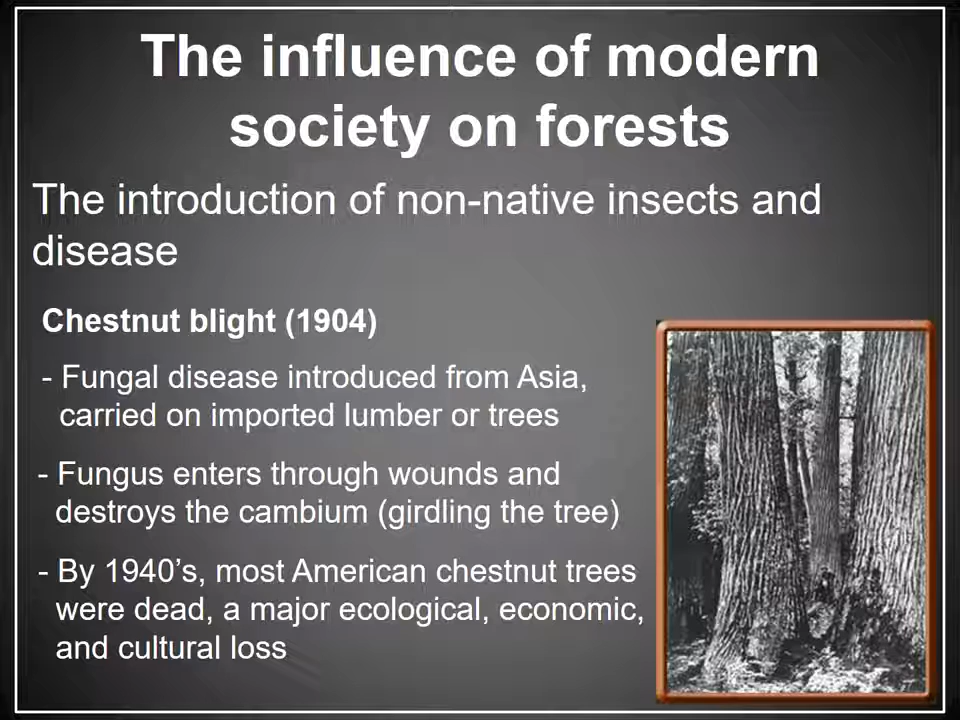 The influence of modern
society on forests
The introduction of non-native insects and
disease
Chestnut blight (1904)
- Fungal disease introduced from Asia,
carried on imported lumber or trees
- Fungus enters through wounds and
destroys the cambium (girdling the tree)
- By 1940’s, most American chestnut trees
were dead, a major ecological, economic,
and cultural loss